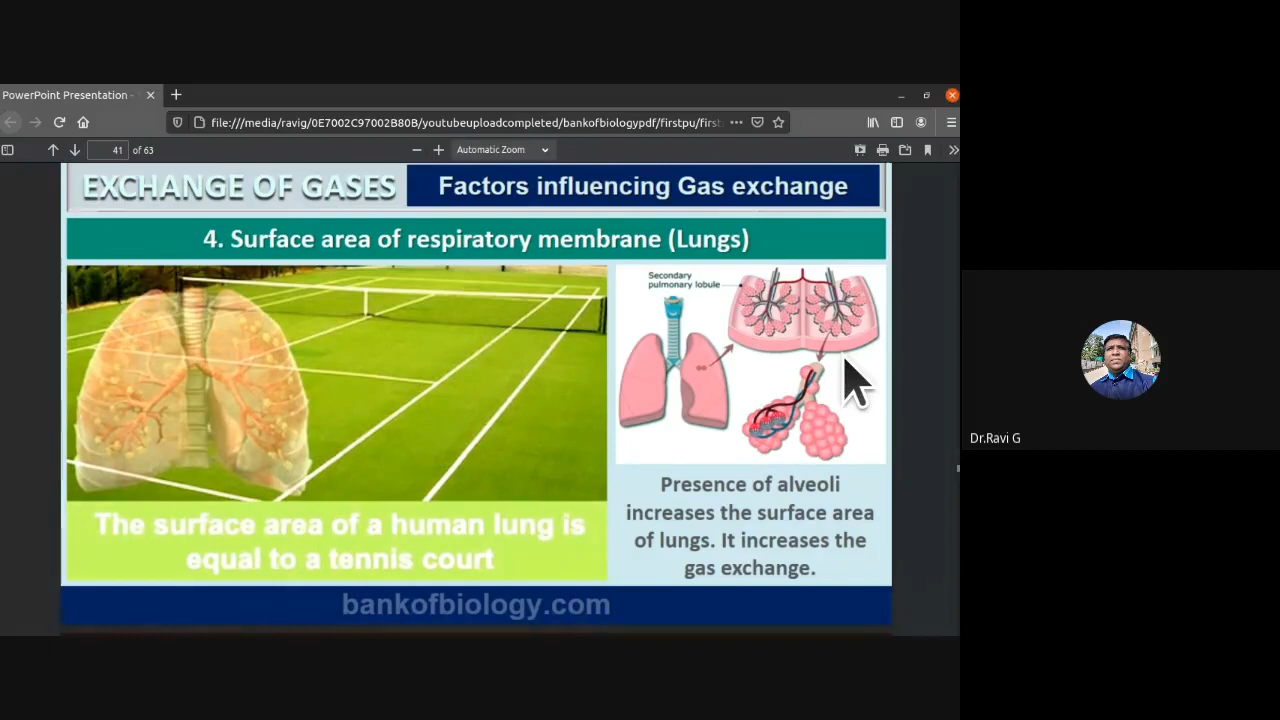 PowerPoint Presentation -
file:///media/ravig/0E7002C97002B80B/youtubeuploadcompleted/bankofbiologypdf/firstpu/first
41 of 63
Automatic Zoom
EXCHANGE OF GASES
Factors influencing Gas exchange
4. Surface area of respiratory membrane (Lungs)
Secondary
pulmonary lobule
The surface area of a human lung is
equal to a tennis court
Presence of alveoli
increases the surface area
of lungs. It increases the
gas exchange.
bankofbiology.com
Dr.Ravi G